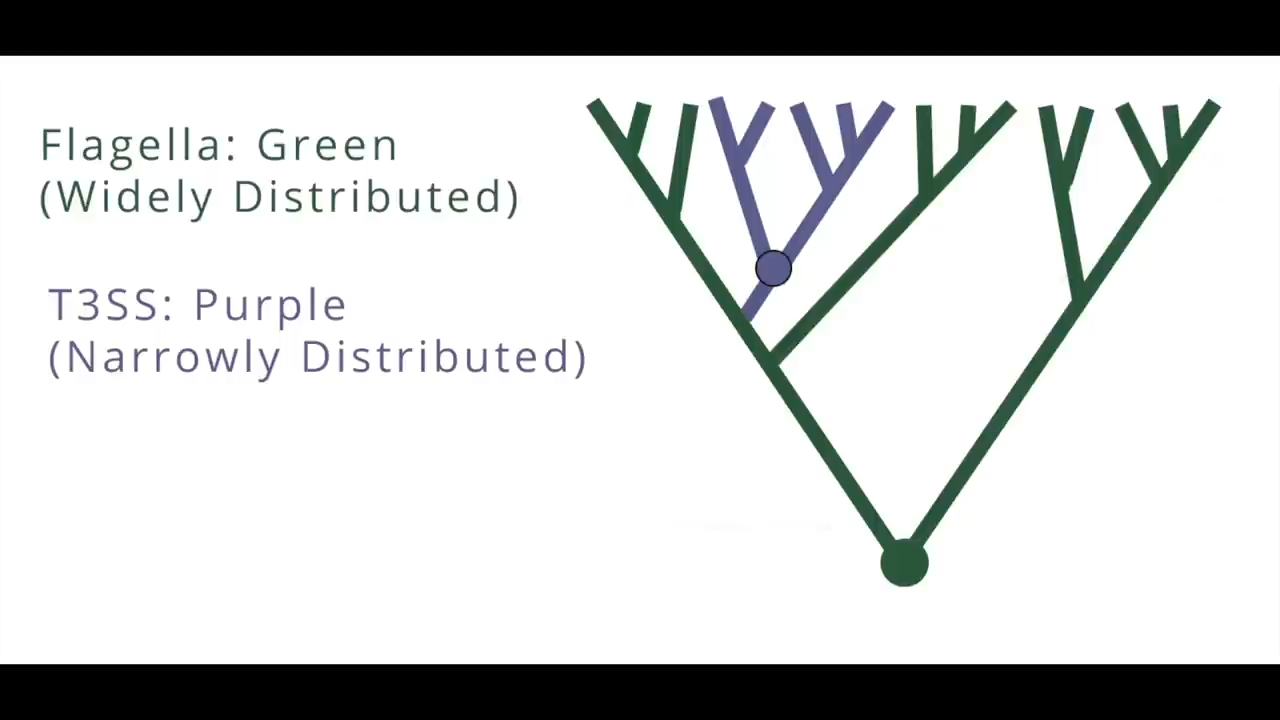 Flagella: Green
(Widely Distributed)
T3SS: Purple
(Narrowly Distributed)